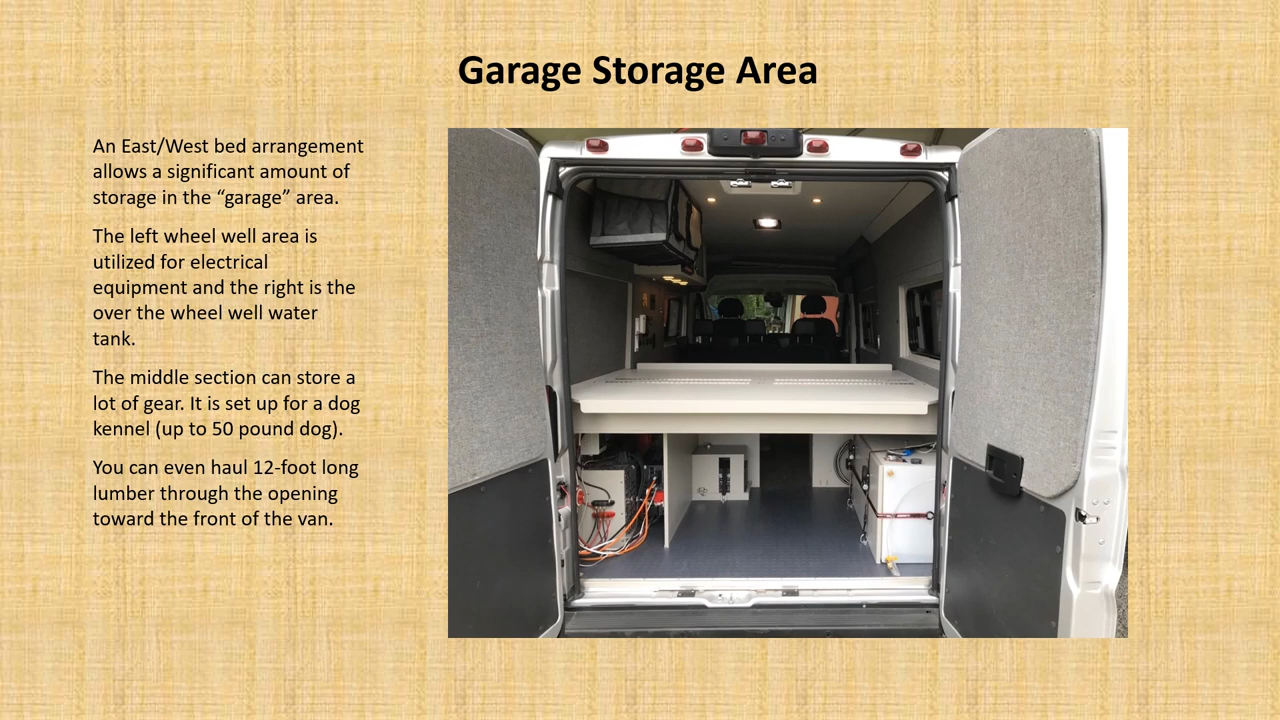 Garage Storage Area
An East/West bed arrangement
allows a significant amount of
storage in the “garage” area.
The left wheel well area is
utilized for electrical
equipment and the right is the
over the wheel well water
tank.
The middle section can store a
lot of gear. It is set up for a dog
kennel (up to 50 pound dog).
You can even haul 12-foot long
lumber through the opening
toward the front of the van.